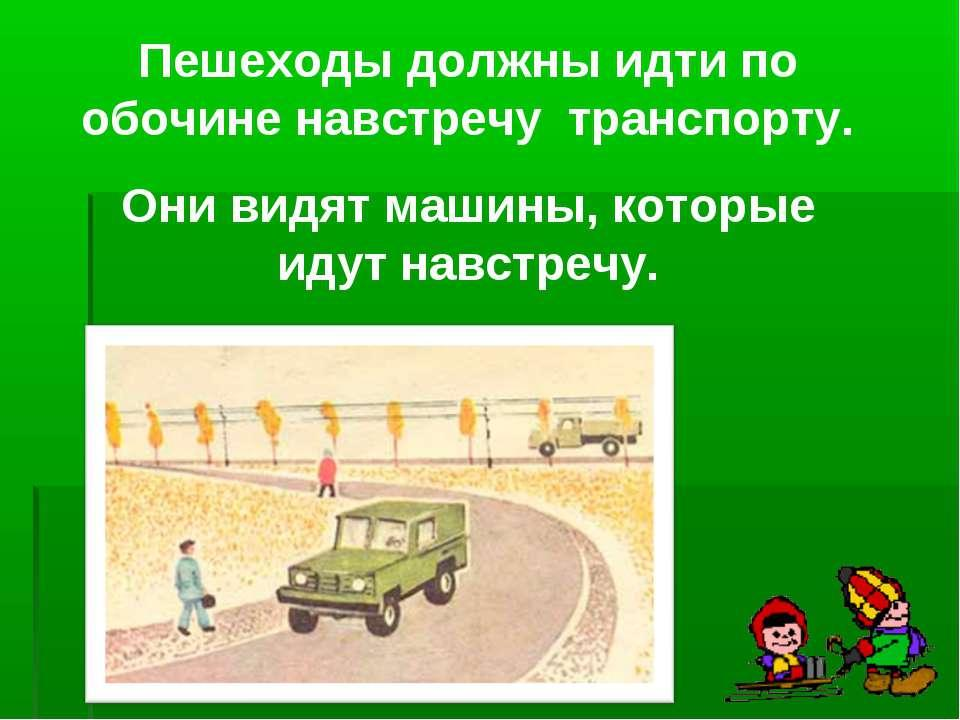 Пешеходы должны идти по
обочине навстречу транспорту.
Они видят машины, которые
идут навстречу.